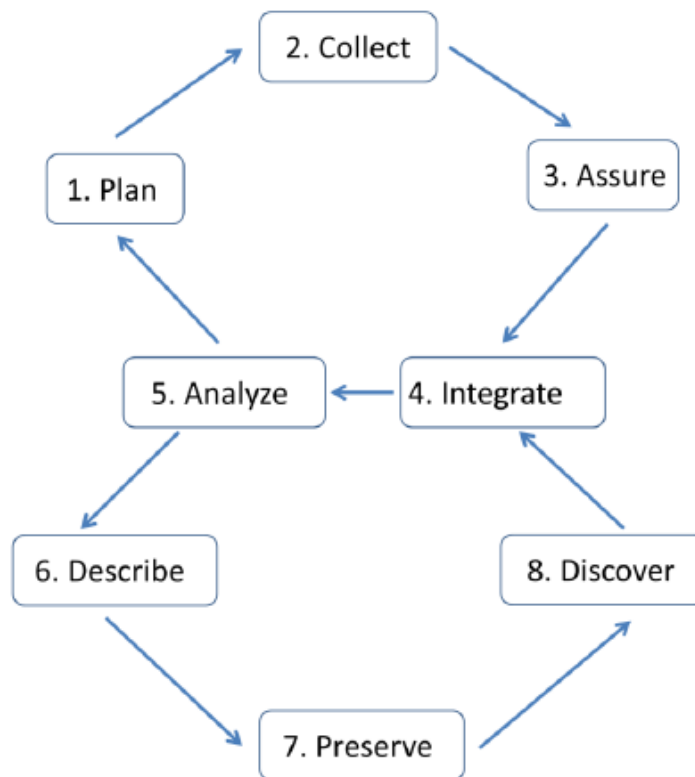 2. Collect
1. Plan
3. Assure
5. Analyze
4. Integrate
6. Describe
8. Discover
7. Preserve